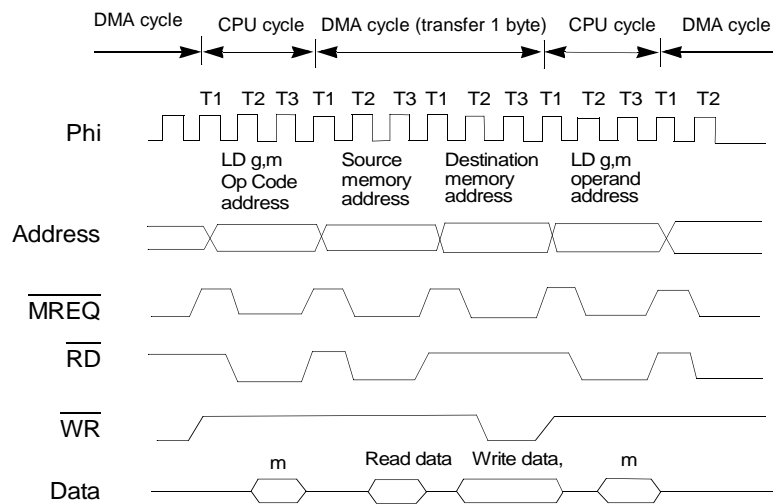 DMA cycle CPU cycle DMA cycle (transfer 1 byte) CPU cycle DMA cycle
T1 T2 T3 T1 T2 T3 T1 T2 T3 T1 T2 T3 T1 T2
Phi
LD g,m Source Destination LD g,m
Op Code memory memory operand
address address address address
Address
MREQ
RD
WR
m Read data Write data, m
Data